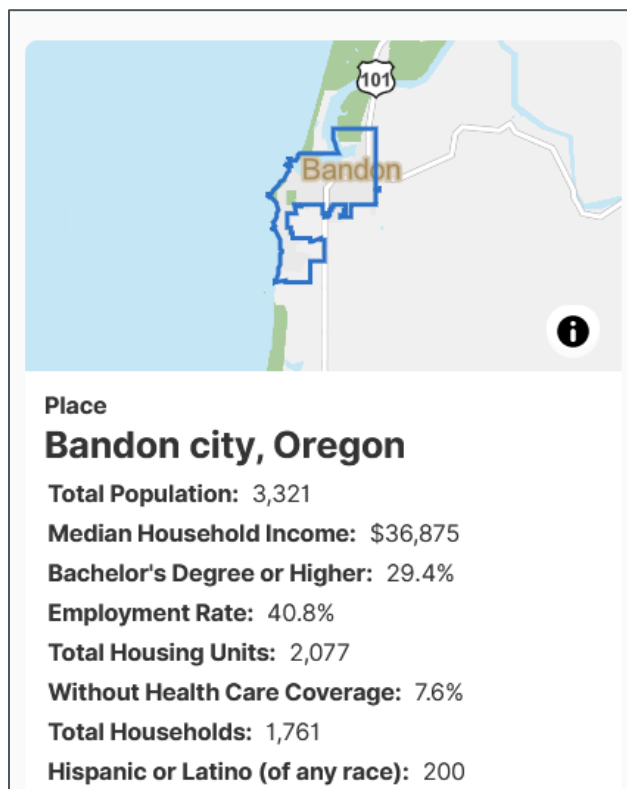 101
Bandon
Place
Bandon city, Oregon
Total Population: 3,321
Median Household Income: $36,875
Bachelor's Degree or Higher: 29.4%
Employment Rate: 40.8%
Total Housing Units: 2,077
Without Health Care Coverage: 7.6%
Total Households: 1,761
Hispanic or Latino (of any race): 200